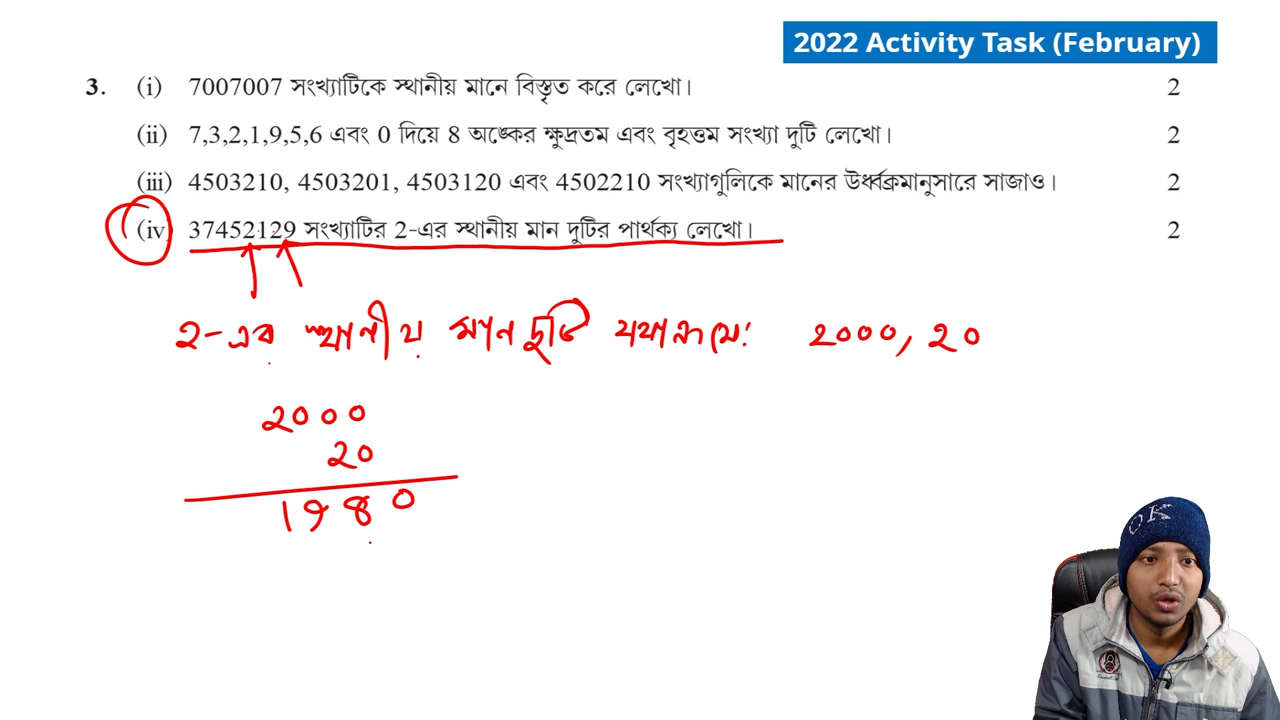 2022 Activity Task (February)
3. (i) 7007007 সংখ্যাটিকে স্থানীয় মানে বিস্তৃত করে লেখো। 2
(ii) 7,3,2,1,9,5,6 এবং 0 দিয়ে 8 অঙ্কের ক্ষুদ্রতম এবং বৃহত্তম সংখ্যা দুটি লেখো। 2
(iii) 4503210, 4503201, 4503120 এবং 4502210 সংখ্যাগুলিকে মানের উর্ধ্বক্রমানুসারে সাজাও। 2
(iv) 37452129 সংখ্যাটির 2-এর স্থানীয় মান দুটির পার্থক্য লেখো। 2
2-এর স্থানীয় মান দুটি যথাক্রমে: 2000, 20
2000
20
1980
OK